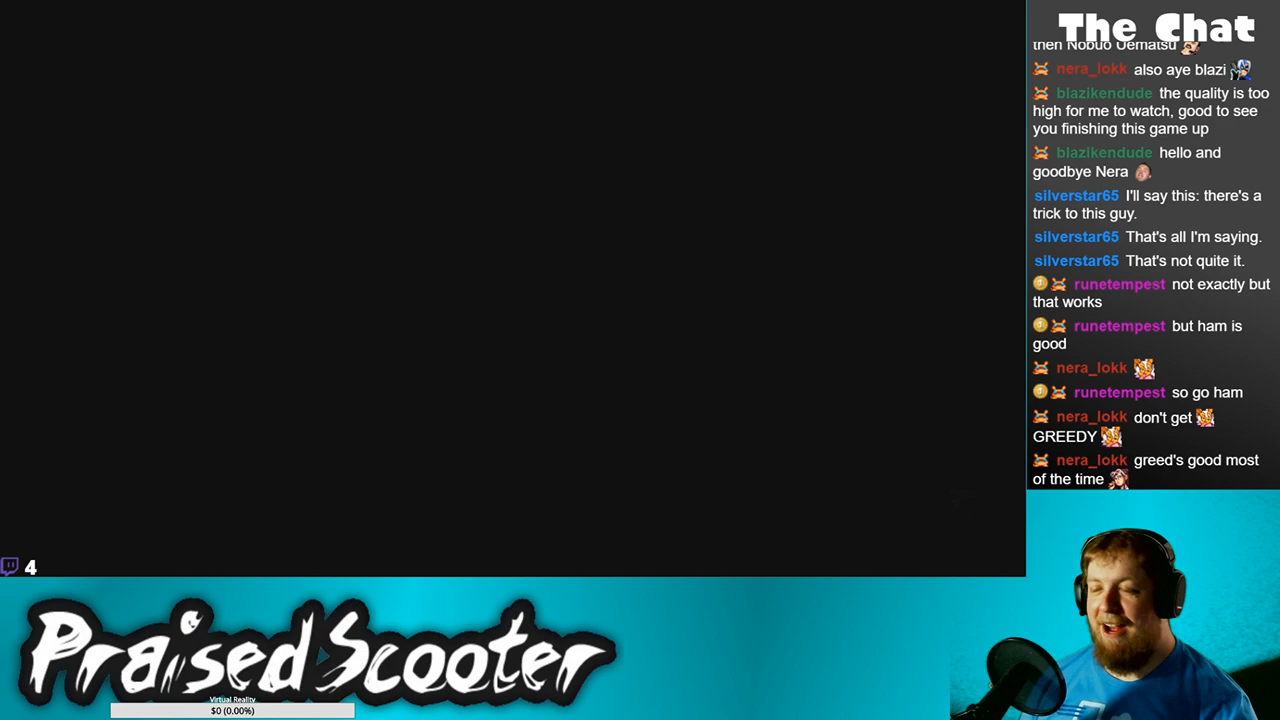 The Chat
then Nobuo Uematsu
nera_lokk also aye blazi
blazikendude the quality is too
high for me to watch, good to see
you finishing this game up
blazikendude hello and
goodbye Nera
silverstar65 I'll say this: there's a
trick to this guy.
silverstar65 That's all I'm saying.
silverstar65 That's not quite it.
runetempest not exactly but
that works
runetempest but ham is
good
nera_lokk
runetempest so go ham
nera_lokk don't get
GREEDY
nera_lokk greed's good most
of the time
4
PraisedScooter
Virtual Reality
$0 (0.00%)